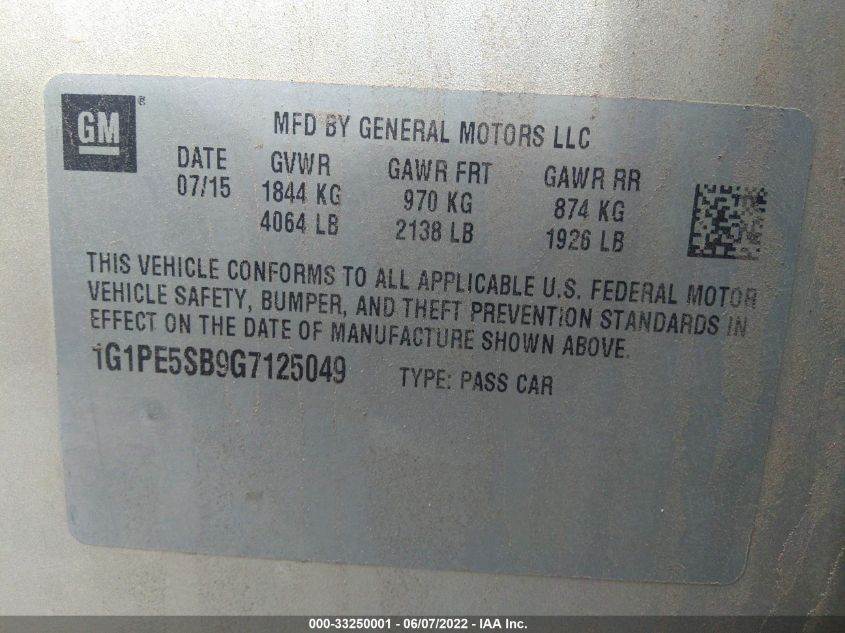 GM ®
MFD BY GENERAL MOTORS LLC
DATE GVWR GAWR FRT GAWR RR
07/15 1844 KG 970 KG 874 KG
4064 LB 2138 LB 1926 LB
THIS VEHICLE CONFORMS TO ALL APPLICABLE U.S. FEDERAL MOTOR
VEHICLE SAFETY, BUMPER, AND THEFT PREVENTION STANDARDS IN
EFFECT ON THE DATE OF MANUFACTURE SHOWN ABOVE.
1G1PE5SB9G7125049 TYPE: PASS CAR
000-33250001 - 06/07/2022 - IAA Inc.